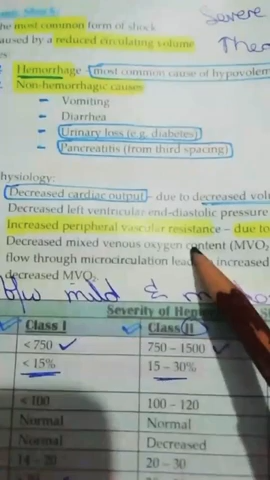 Shock
Severe
the most common form of shock
caused by a reduced circulating volume
Hemorrhage - most common cause of hypovolem
Non-hemorrhagic causes
- Vomiting
- Diarrhea
- Urinary loss (e.g. diabetes)
- Pancreatitis (from third spacing)
physiology:
Decreased cardiac output - due to decreased volu
Decreased left ventricular end-diastolic pressure
Increased peripheral vascular resistance - due to
Decreased mixed venous oxygen content (MVO2
flow through microcirculation increased
decreased MVO2
b/w mild &
Severity of
Class I Class II
< 750 750 – 1500
< 15% 15 – 30%
< 100 100 – 120
Normal Normal
Normal Decreased
14 – 20 20 – 30